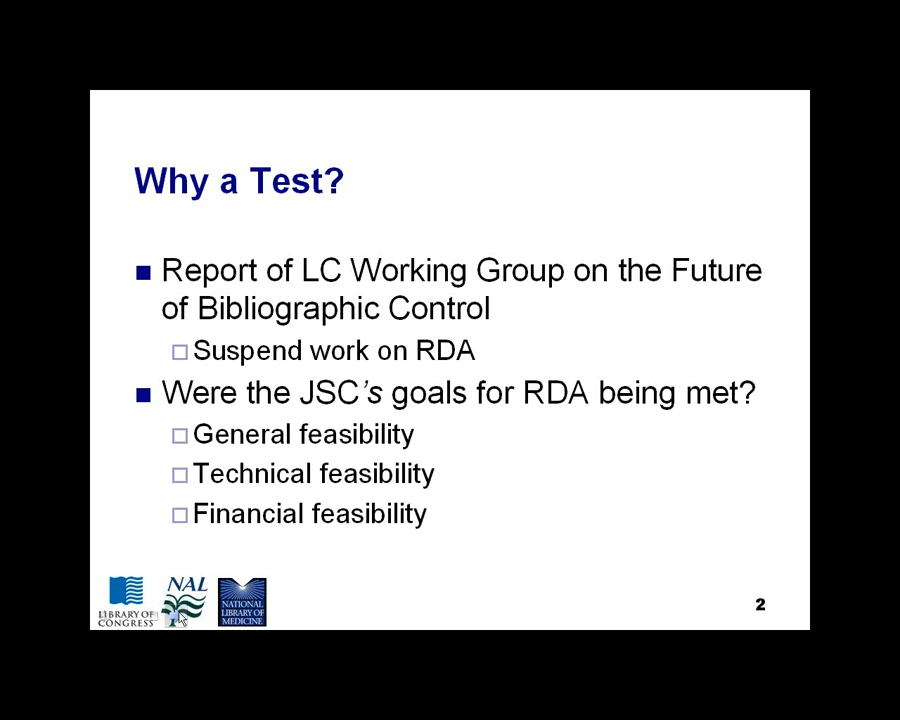 Why a Test?
Report of LC Working Group on the Future
of Bibliographic Control
Suspend work on RDA
Were the JSC's goals for RDA being met?
General feasibility
Technical feasibility
Financial feasibility
LIBRARY OF
CONGRESS
NAL
NATIONAL
LIBRARY OF
MEDICINE
2